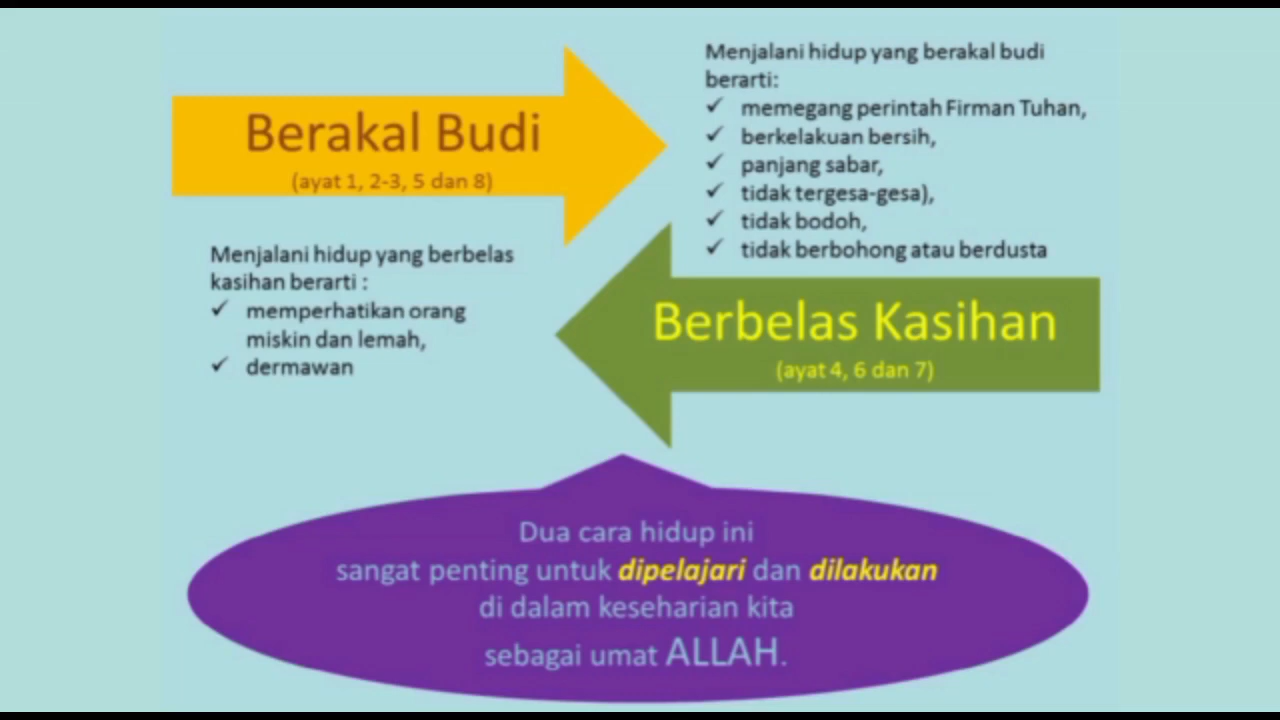 Berakal Budi
(ayat 1, 2-3, 5 dan 8)
Menjalani hidup yang berakal budi
berarti:
✓ memegang perintah Firman Tuhan,
✓ berkelakuan bersih,
✓ panjang sabar,
✓ tidak tergesa-gesa),
✓ tidak bodoh,
✓ tidak berbohong atau berdusta
Menjalani hidup yang berbelas
kasihan berarti :
✓ memperhatikan orang
miskin dan lemah,
✓ dermawan
Berbelas Kasihan
(ayat 4, 6 dan 7)
Dua cara hidup ini
sangat penting untuk dipelajari dan dilakukan
di dalam keseharian kita
sebagai umat ALLAH.